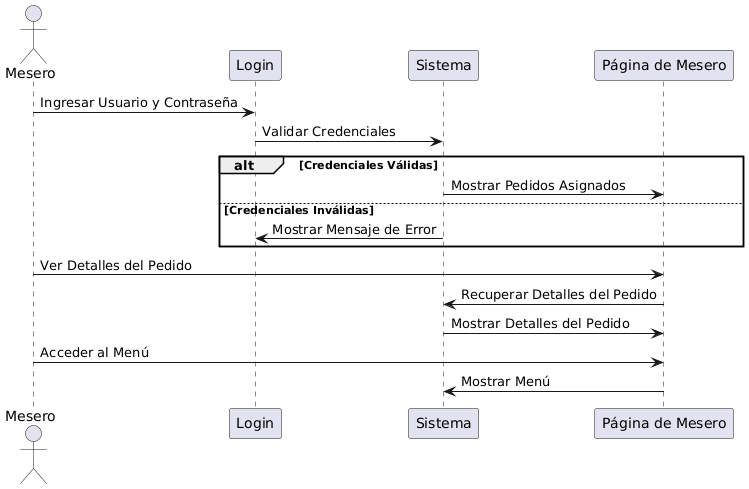 Mesero
Login
Sistema
Página de Mesero
Ingresar Usuario y Contraseña
Validar Credenciales
alt
[Credenciales Válidas]
Mostrar Pedidos Asignados
[Credenciales Inválidas]
Mostrar Mensaje de Error
Ver Detalles del Pedido
Recuperar Detalles del Pedido
Mostrar Detalles del Pedido
Acceder al Menú
Mostrar Menú
Mesero
Login
Sistema
Página de Mesero